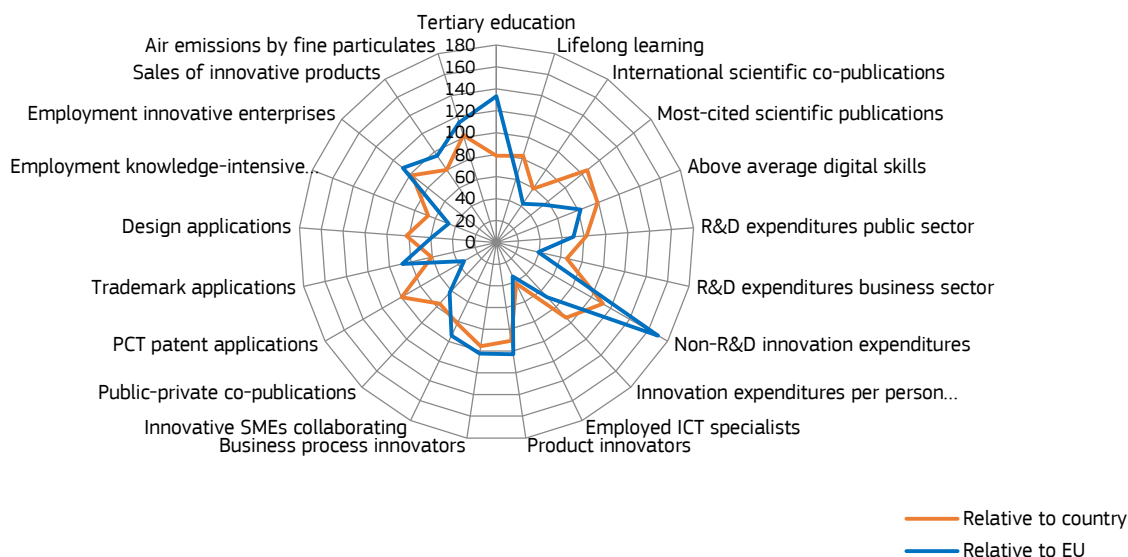 Tertiary education
Air emissions by fine particulates
Lifelong learning
Sales of innovative products
International scientific co-publications
Employment innovative enterprises
Most-cited scientific publications
Employment knowledge-intensive...
Above average digital skills
Design applications
R&D expenditures public sector
Trademark applications
R&D expenditures business sector
PCT patent applications
Non-R&D innovation expenditures
Public-private co-publications
Innovation expenditures per person...
Innovative SMEs collaborating
Employed ICT specialists
Business process innovators
Product innovators
180
160
140
120
100
80
60
40
20
0
Relative to country
Relative to EU